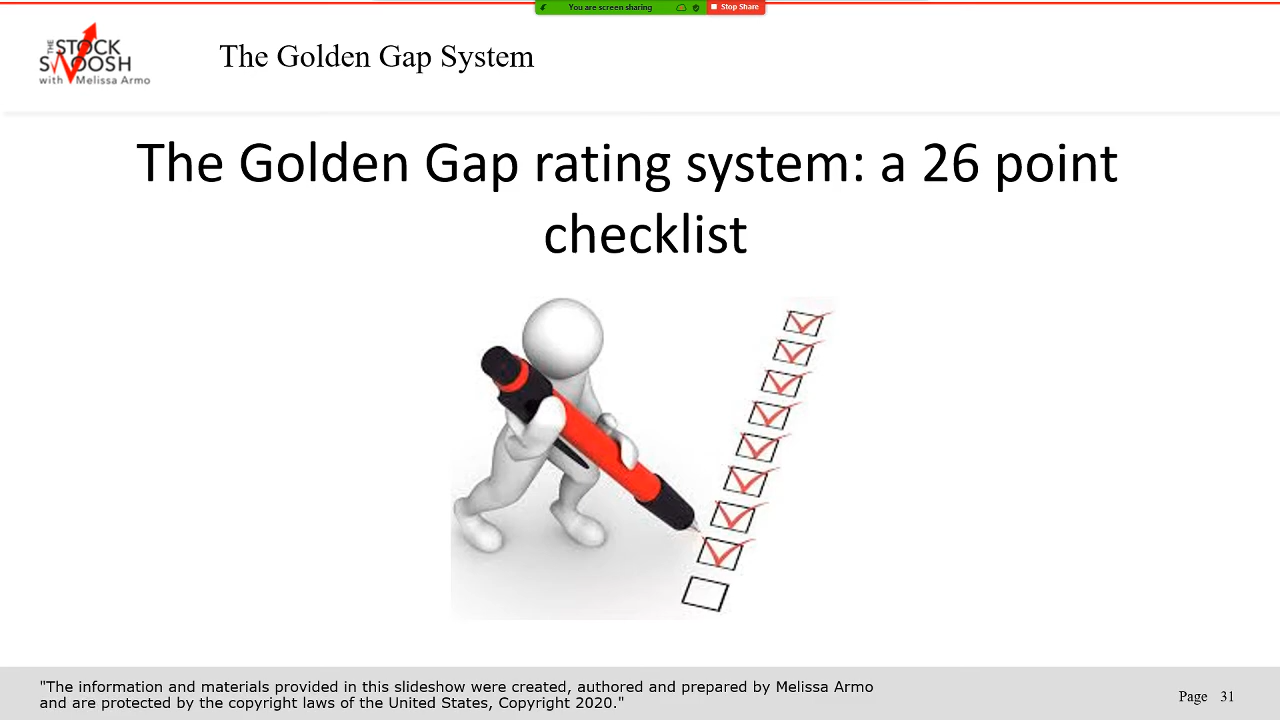 You are screen sharing
Stop Share
THE
STOCK
SWOOSH
with Melissa Armo
The Golden Gap System
The Golden Gap rating system: a 26 point
checklist
"The information and materials provided in this slideshow were created, authored and prepared by Melissa Armo
and are protected by the copyright laws of the United States, Copyright 2020."
Page 31